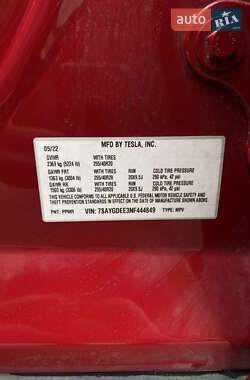 AUTO.RIA
MFD BY TESLA, INC.
05/22
GVWR WITH TIRES
2369 kg (5224 lb) 255/40R20
GAWR FRT WITH TIRES RIM COLD TIRE PRESSURE
1363 kg (3004 lb) 255/40R20 20X9.5J 290 kPa, 42 psi
GAWR RR WITH TIRES RIM COLD TIRE PRESSURE
1500 kg (3306 lb) 255/40R20 20X9.5J 290 kPa, 42 psi
THIS VEHICLE CONFORMS TO ALL APPLICABLE FEDERAL MOTOR VEHICLE SAFETY
AND THEFT PREVENTION STANDARDS IN EFFECT ON THE DATE OF
MANUFACTURE SHOWN ABOVE.
PNT: PPMR VIN: 7SAYGDEE3NF444849 TYPE: MPV